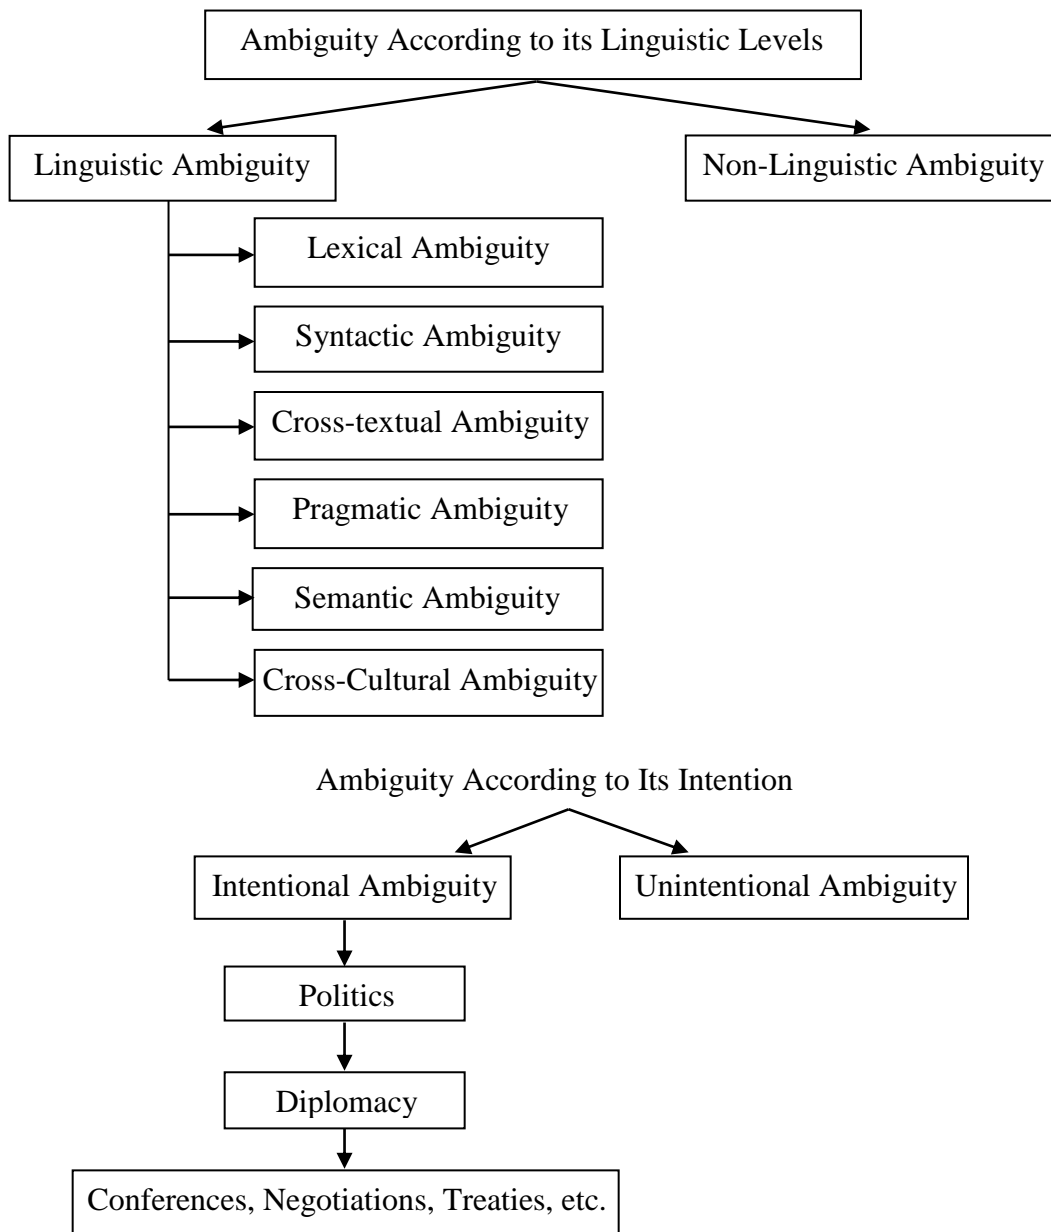 Ambiguity According to its Linguistic Levels
Linguistic Ambiguity
Non-Linguistic Ambiguity
Lexical Ambiguity
Syntactic Ambiguity
Cross-textual Ambiguity
Pragmatic Ambiguity
Semantic Ambiguity
Cross-Cultural Ambiguity
Ambiguity According to Its Intention
Intentional Ambiguity
Unintentional Ambiguity
Politics
Diplomacy
Conferences, Negotiations, Treaties, etc.